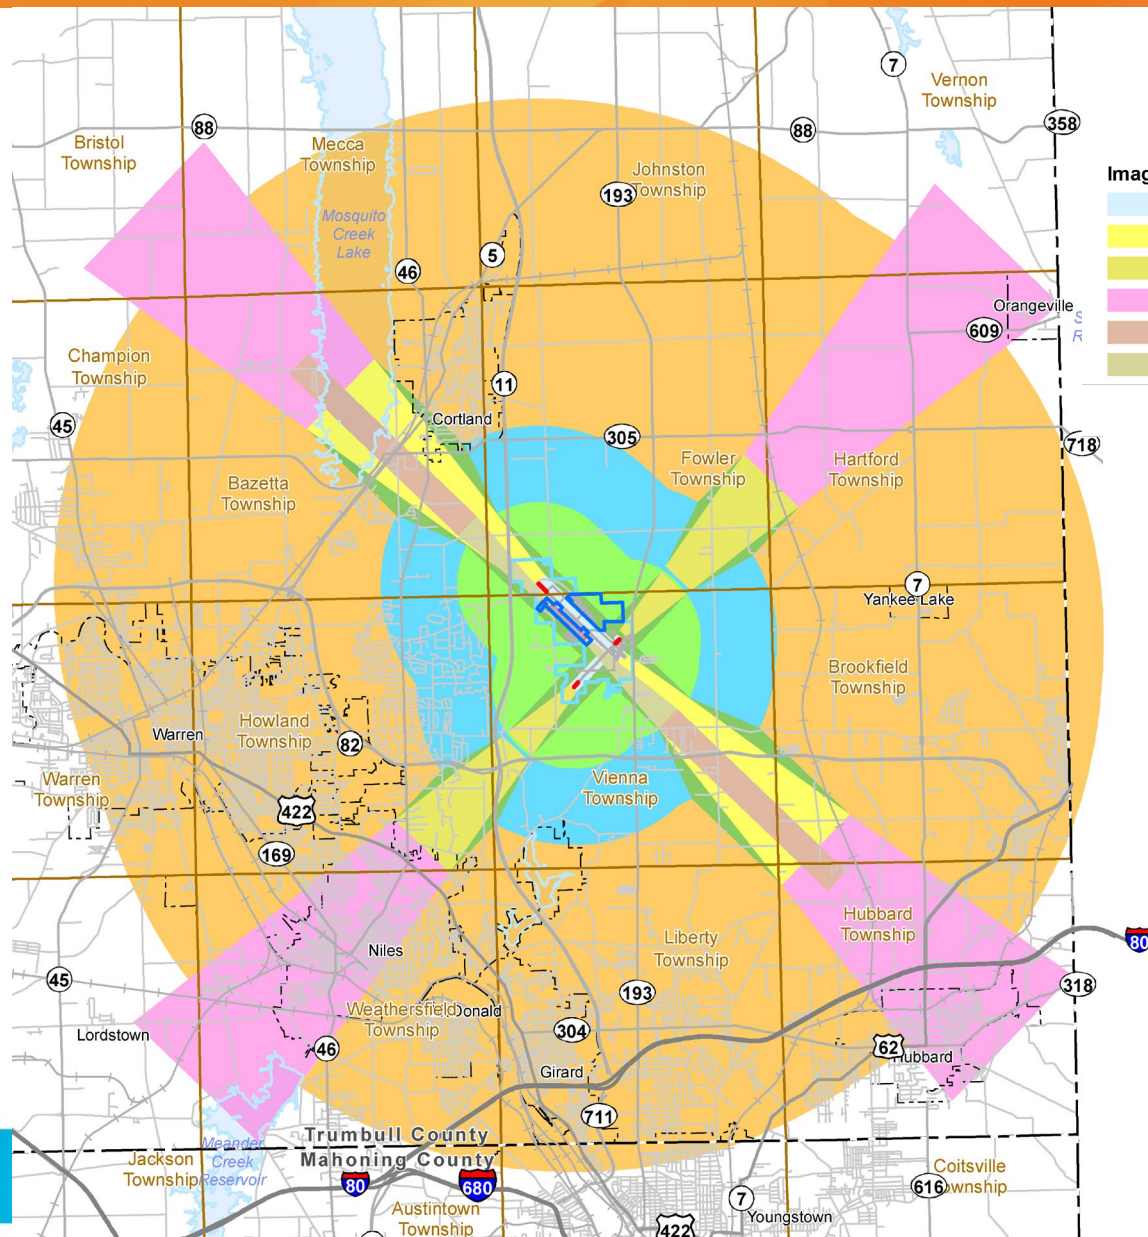 7
Vernon
Township
88
Bristol
Township
Mecca
Township
88
358
Johnston
Township
193
Imag
Mosquito
Creek
Lake
5
46
Orangeville
609
S
R
Champion
Township
11
45
Cortland
305
718
Fowler
Township
Hartford
Township
Bazetta
Township
7
Yankee Lake
Brookfield
Township
Howland
Township
Warren
82
Vienna
Township
Warren
Township
422
169
Hubbard
Township
Niles
Liberty
Township
80
45
193
318
Weathersfield
Township
Donald
Lordstown
304
46
62
Hubbard
Girard
711
Trumbull County
Mahoning County
Meander
Creek
Reservoir
Jackson
Township
80
680
Coitsville
Township
616
7
Austintown
Township
Youngstown
422